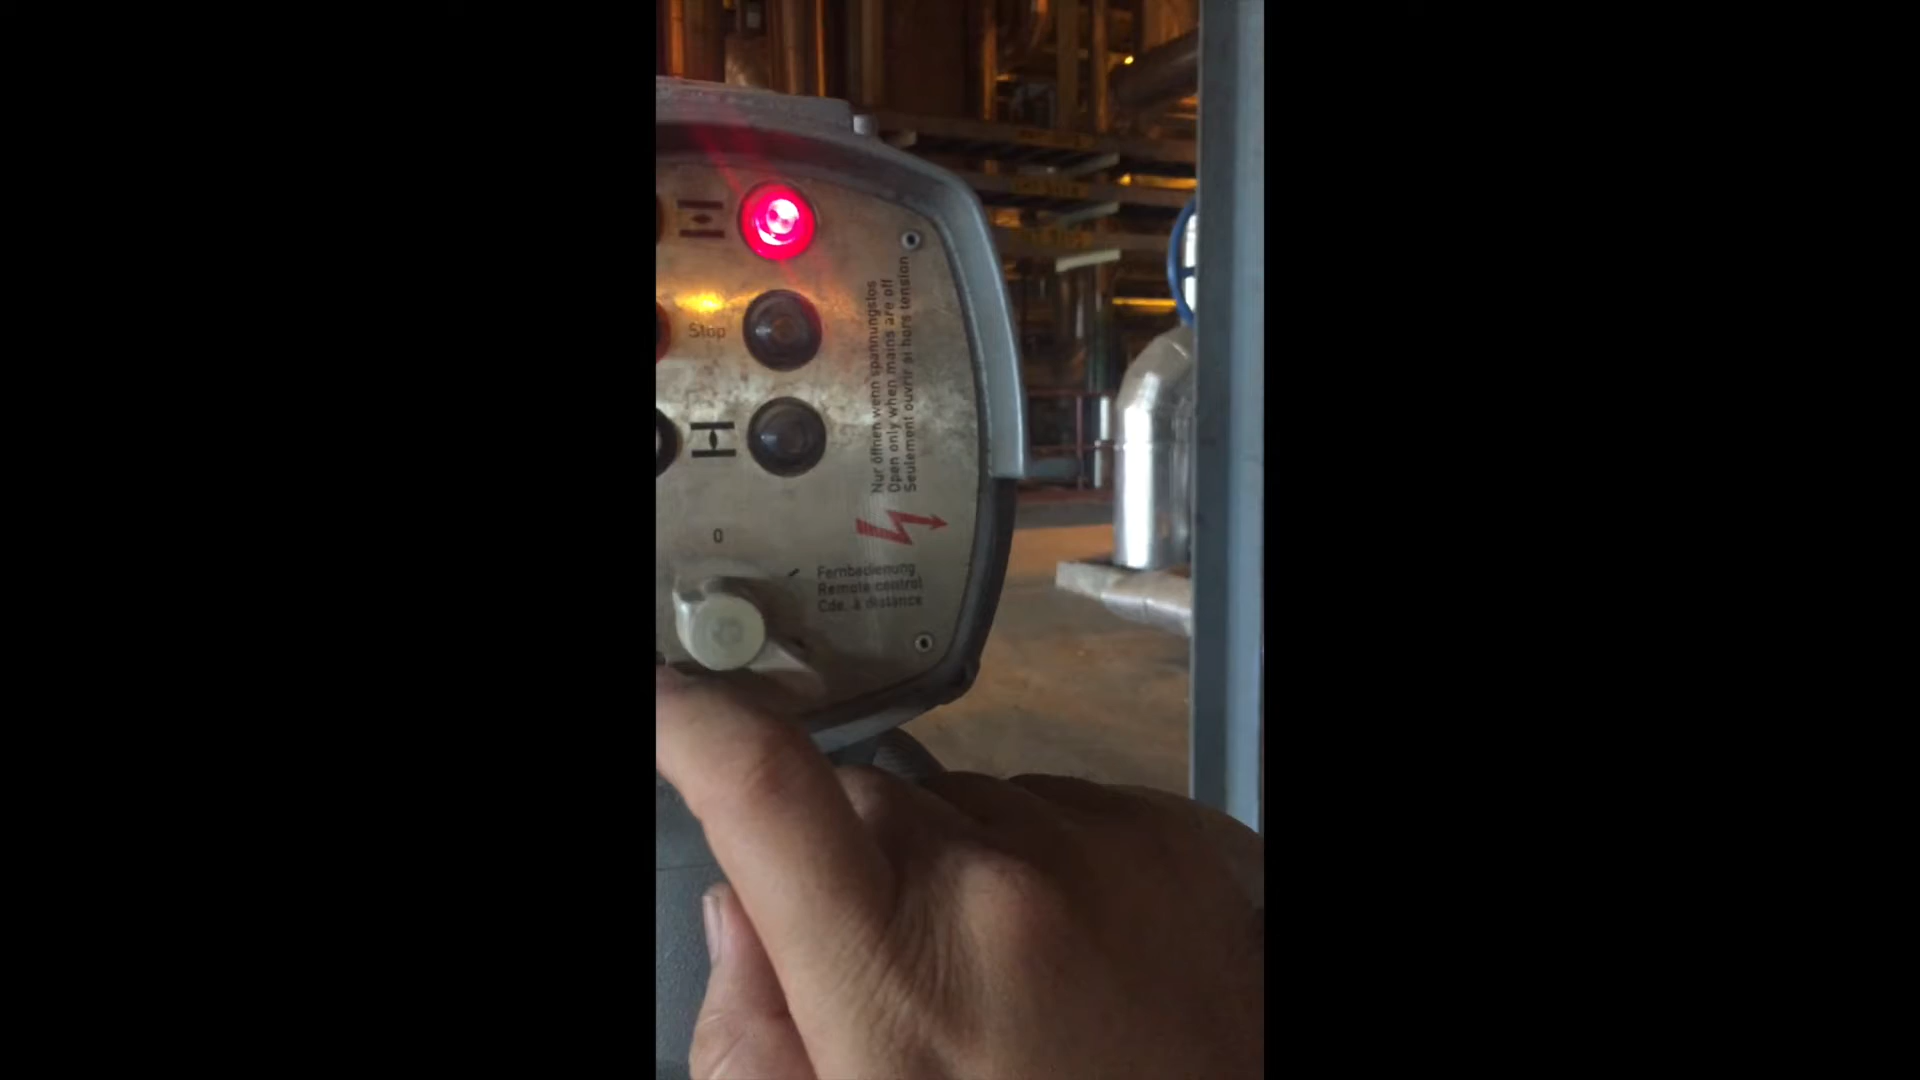 Stop
Nur öffnen wenn spannungslos
Open only when mains are off
Seulement ouvrir si hors tension
0
Fernbedienung
Remote control
Cde. à distance